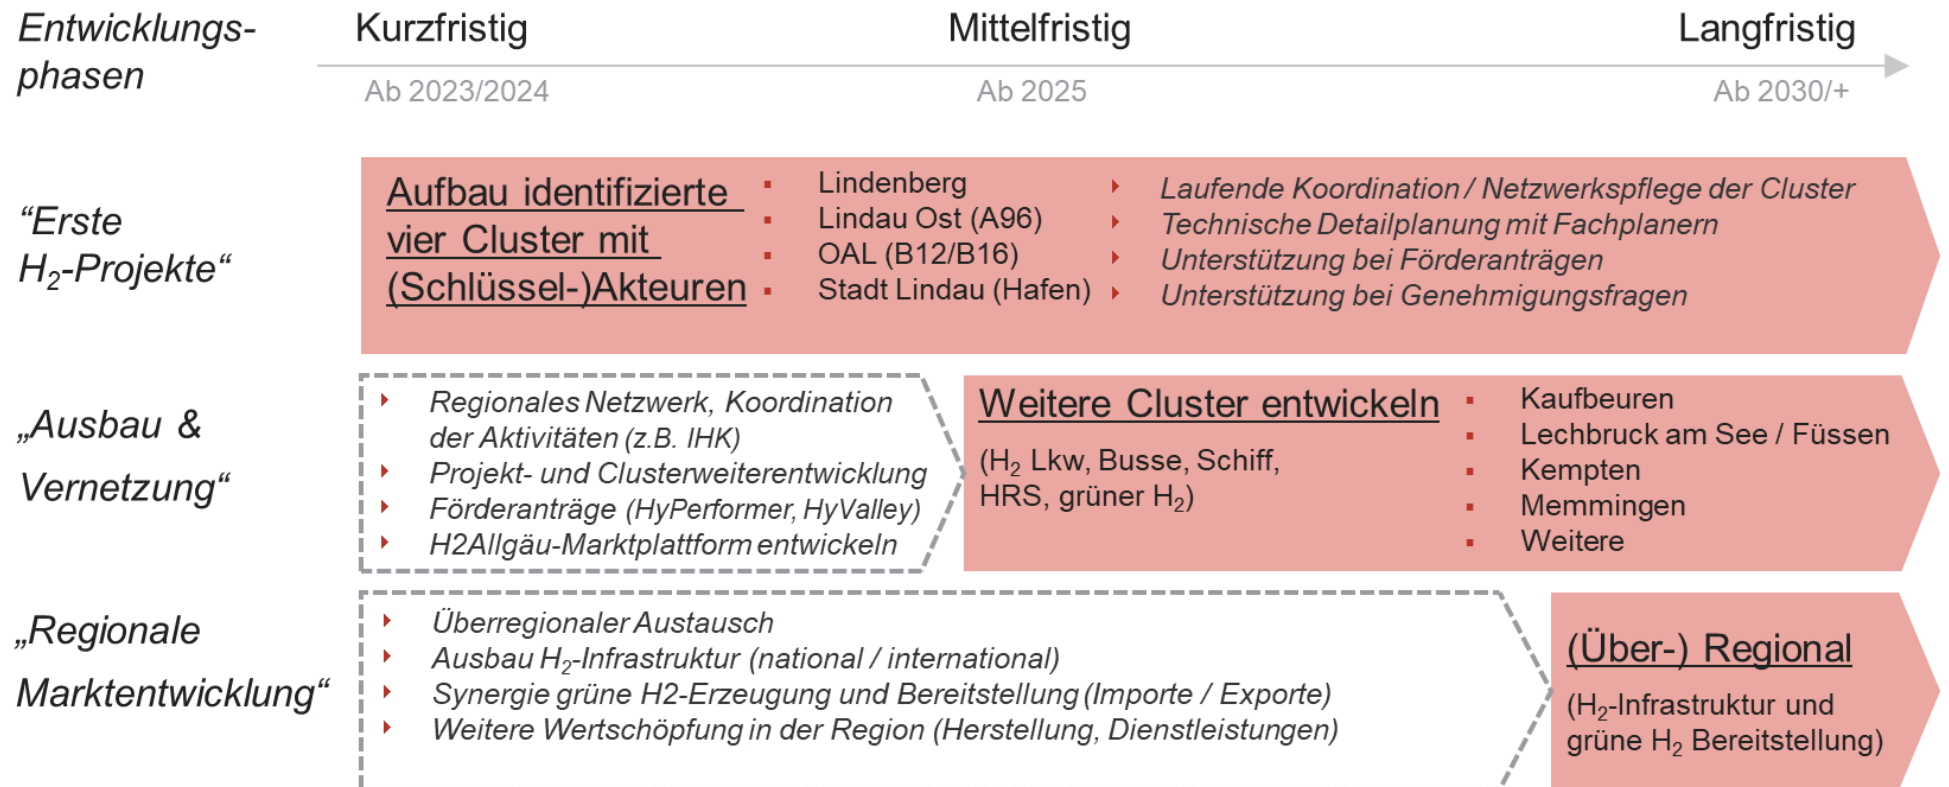 Entwicklungs-
phasen
Kurzfristig
Mittelfristig
Langfristig
Ab 2023/2024
Ab 2025
Ab 2030/+
“Erste
H₂-Projekte“
Aufbau identifizierte
vier Cluster mit
(Schlüssel-)Akteuren
Lindenberg
Lindau Ost (A96)
OAL (B12/B16)
Stadt Lindau (Hafen)
Laufende Koordination / Netzwerkspflege der Cluster
Technische Detailplanung mit Fachplanern
Unterstützung bei Förderanträgen
Unterstützung bei Genehmigungsfragen
„Ausbau &
Vernetzung“
Regionales Netzwerk, Koordination
der Aktivitäten (z.B. IHK)
Projekt- und Clusterweiterentwicklung
Förderanträge (HyPerformer, HyValley)
H2Allgäu-Marktplattform entwickeln
Weitere Cluster entwickeln
(H₂ Lkw, Busse, Schiff,
HRS, grüner H₂)
Kaufbeuren
Lechbruck am See / Füssen
Kempten
Memmingen
Weitere
„Regionale
Marktentwicklung“
Überregionaler Austausch
Ausbau H₂-Infrastruktur (national / international)
Synergie grüne H2-Erzeugung und Bereitstellung (Importe / Exporte)
Weitere Wertschöpfung in der Region (Herstellung, Dienstleistungen)
(Über-) Regional
(H₂-Infrastruktur und
grüne H₂ Bereitstellung)